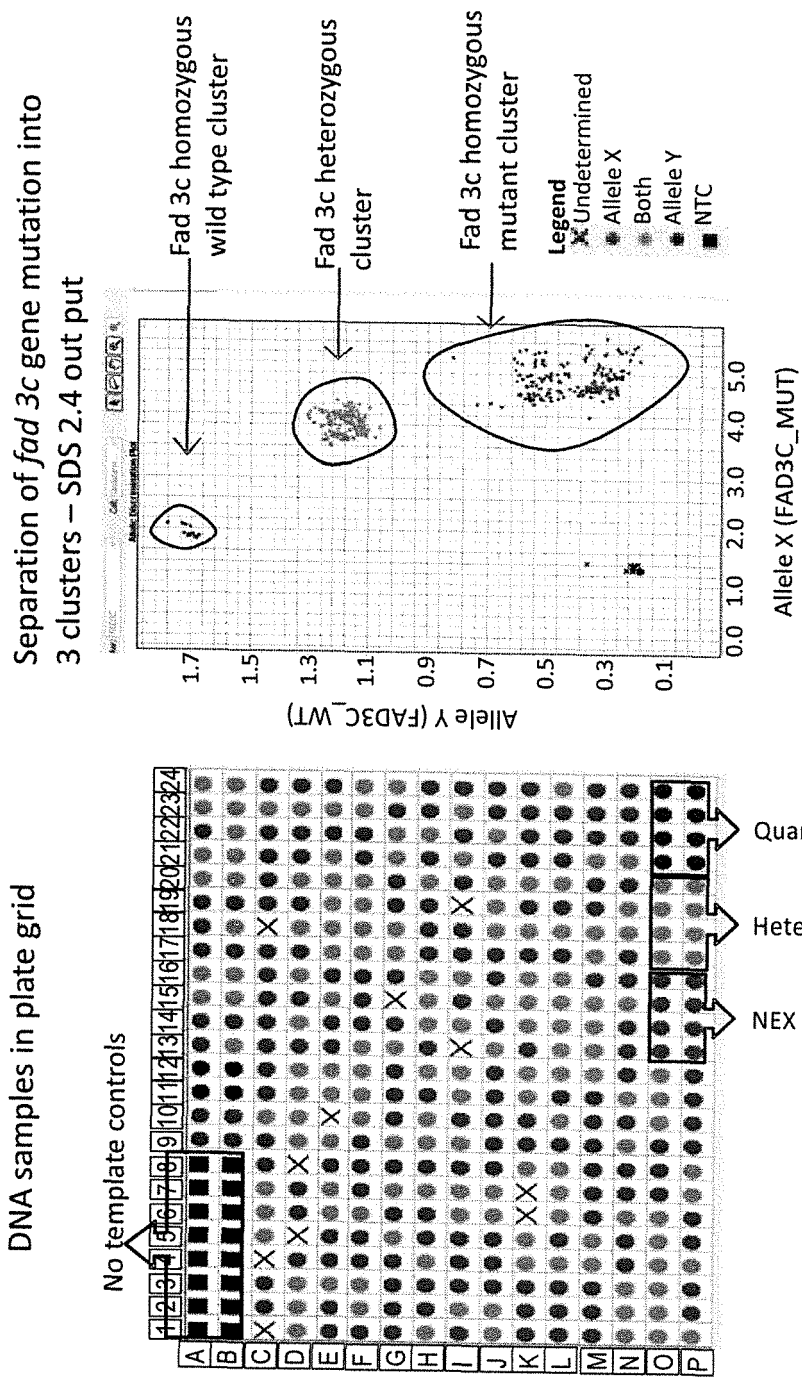 DNA samples in plate grid
No template controls
1 2 3 4 5 6 7 8 9 10 11 12 13 14 15 16 17 18 19 20 21 22 23 24
A
B
C
D
E
F
G
H
I
J
K
L
M
N
O
P
NEX
Hete
Quar
Separation of fad 3c gene mutation into
3 clusters – SDS 2.4 out put
Allelic Discrimination Plot
Fad 3c homozygous
wild type cluster
Fad 3c heterozygous
cluster
Fad 3c homozygous
mutant cluster
Legend
Undetermined
Allele X
Both
Allele Y
NTC
Allele Y (FAD3C_WT)
1.7
1.5
1.3
1.1
0.9
0.7
0.5
0.3
0.1
0.0 1.0 2.0 3.0 4.0 5.0
Allele X (FAD3C_MUT)